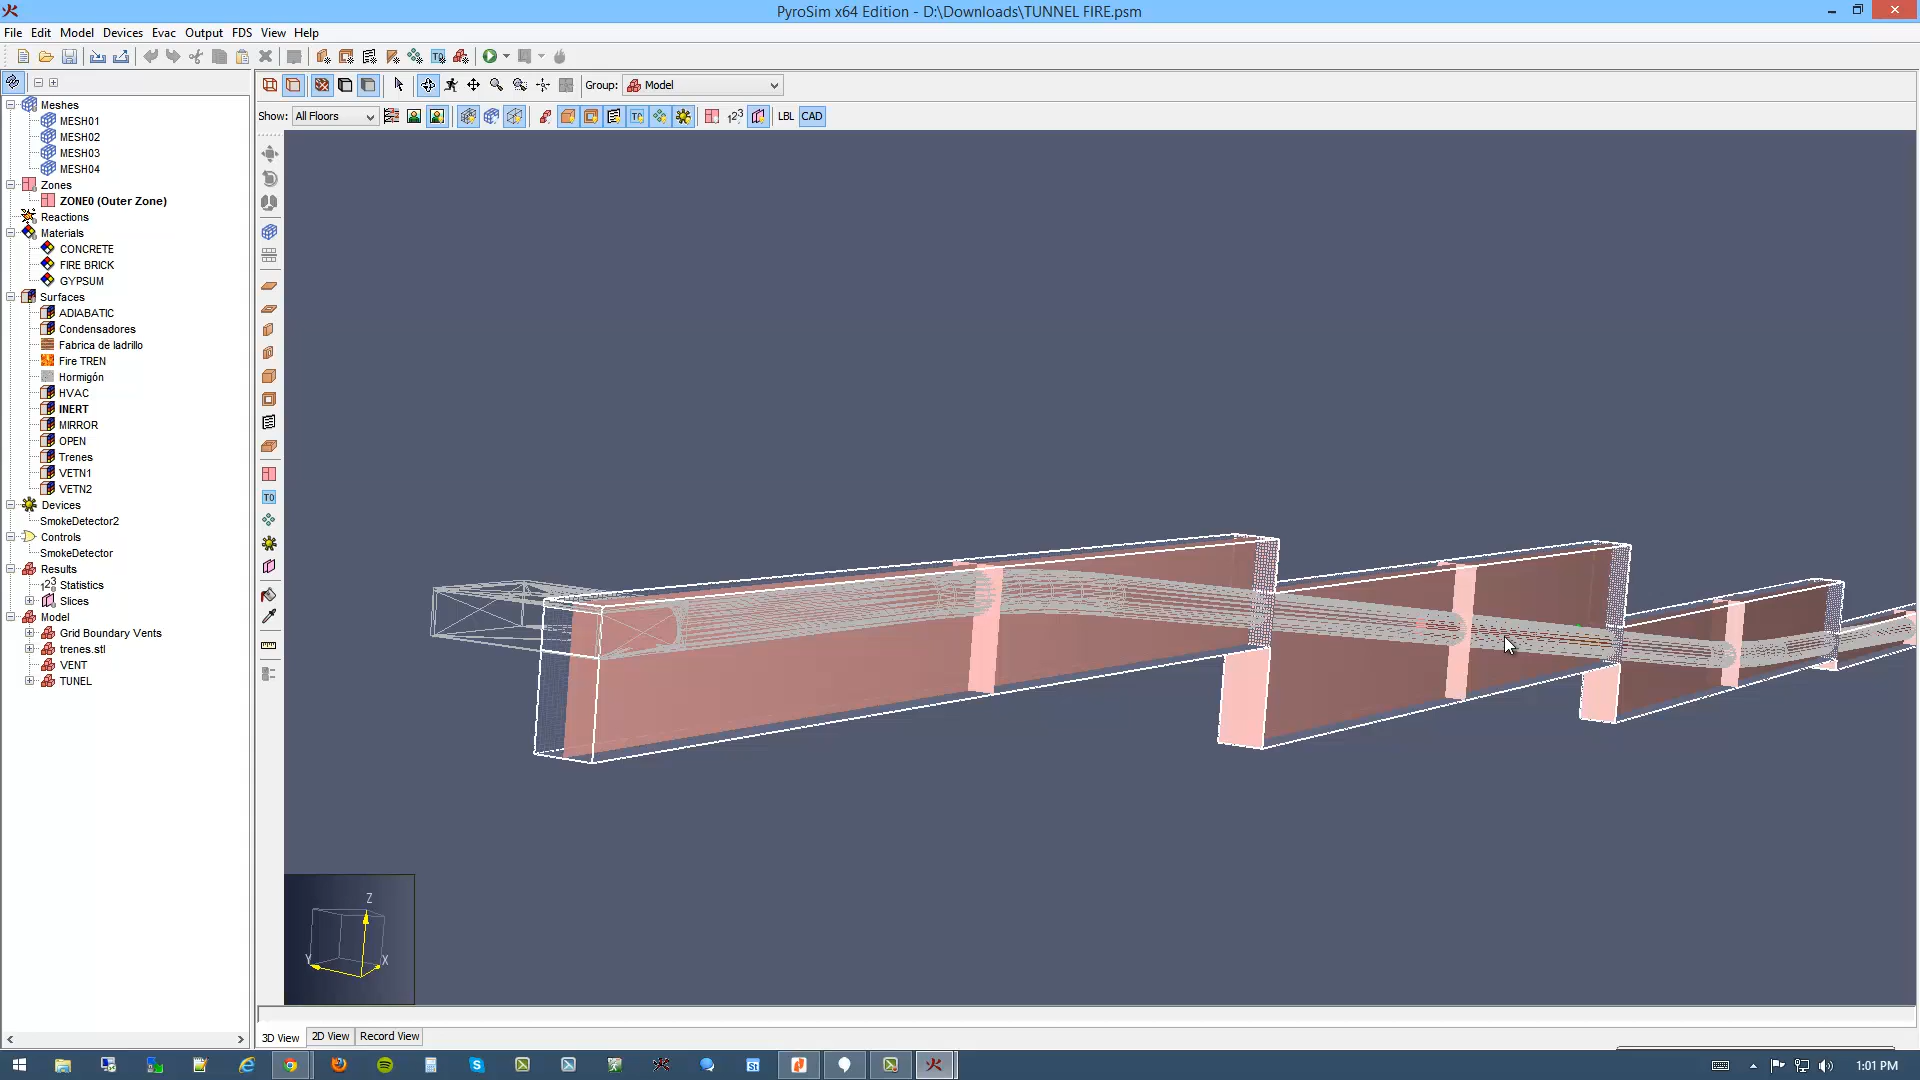 PyroSim x64 Edition - D:\Downloads\TUNNEL FIRE.psm
File Edit Model Devices Evac Output FDS View Help
Group: Model
Show: All Floors LBL CAD
Meshes
MESH01
MESH02
MESH03
MESH04
Zones
ZONE0 (Outer Zone)
Reactions
Materials
CONCRETE
FIRE BRICK
GYPSUM
Surfaces
ADIABATIC
Condensadores
Fabrica de ladrillo
Fire TREN
Hormigón
HVAC
INERT
MIRROR
OPEN
Trenes
VETN1
VETN2
Devices
SmokeDetector2
Controls
SmokeDetector
Results
Statistics
Slices
Model
Grid Boundary Vents
trenes.stl
VENT
TUNEL
Z
Y X
3D View 2D View Record View
1:01 PM